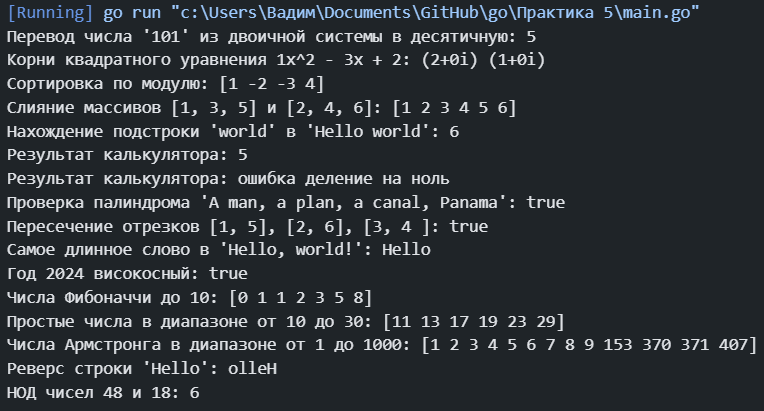 [Running] go run "c:\Users\Вадим\Documents\GitHub\go\Практика 5\main.go"
Перевод числа '101' из двоичной системы в десятичную: 5
Корни квадратного уравнения 1x^2 - 3x + 2: (2+0i) (1+0i)
Сортировка по модулю: [1 -2 -3 4]
Слияние массивов [1, 3, 5] и [2, 4, 6]: [1 2 3 4 5 6]
Нахождение подстроки 'world' в 'Hello world': 6
Результат калькулятора: 5
Результат калькулятора: ошибка деление на ноль
Проверка палиндрома 'A man, a plan, a canal, Panama': true
Пересечение отрезков [1, 5], [2, 6], [3, 4 ]: true
Самое длинное слово в 'Hello, world!': Hello
Год 2024 високосный: true
Числа Фибоначчи до 10: [0 1 1 2 3 5 8]
Простые числа в диапазоне от 10 до 30: [11 13 17 19 23 29]
Числа Армстронга в диапазоне от 1 до 1000: [1 2 3 4 5 6 7 8 9 153 370 371 407]
Реверс строки 'Hello': olleH
НОД чисел 48 и 18: 6